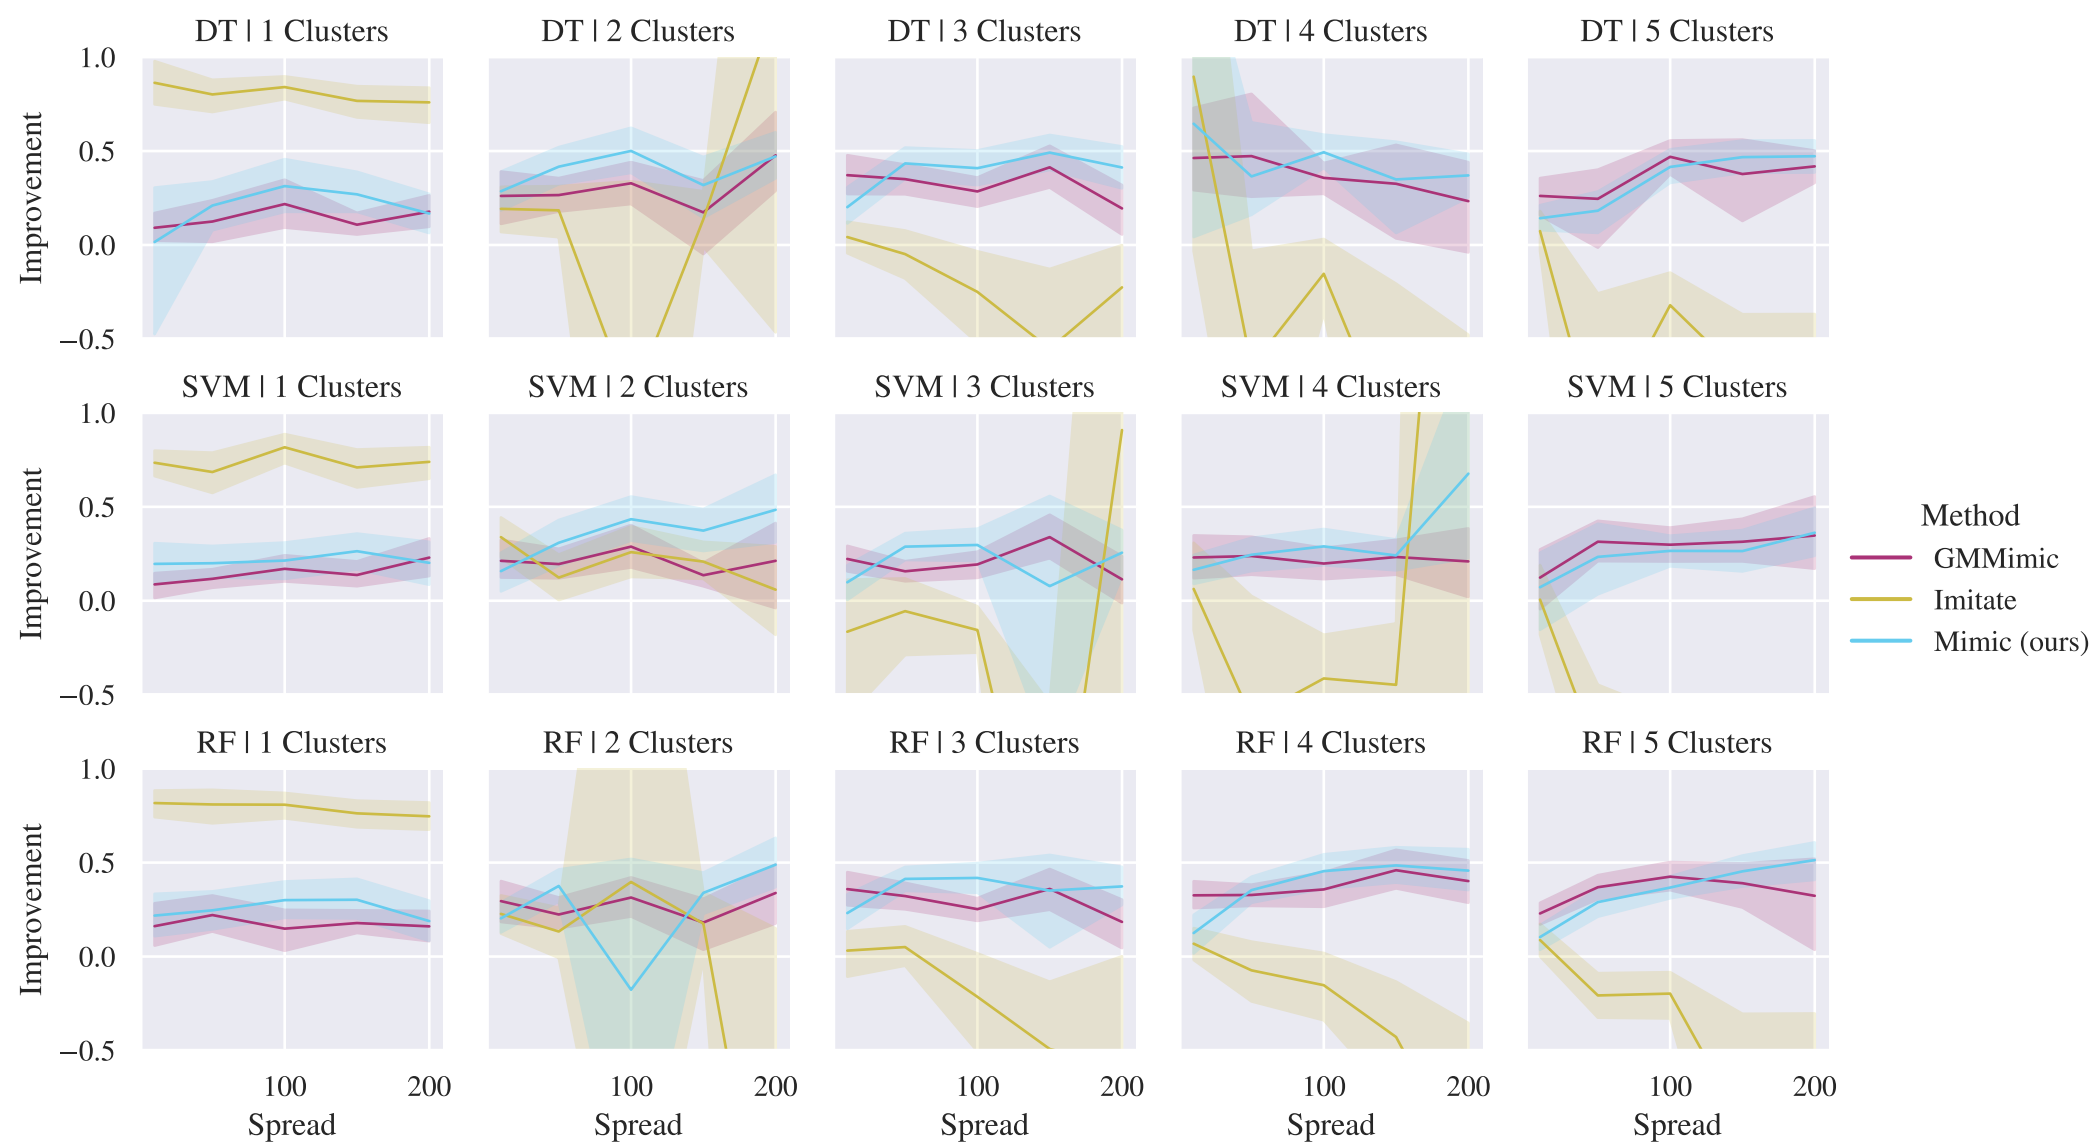 DT | 1 Clusters
DT | 2 Clusters
DT | 3 Clusters
DT | 4 Clusters
DT | 5 Clusters
Improvement
1.0
0.5
0.0
−0.5
SVM | 1 Clusters
SVM | 2 Clusters
SVM | 3 Clusters
SVM | 4 Clusters
SVM | 5 Clusters
Improvement
1.0
0.5
0.0
−0.5
Method
GMMimic
Imitate
Mimic (ours)
RF | 1 Clusters
RF | 2 Clusters
RF | 3 Clusters
RF | 4 Clusters
RF | 5 Clusters
Improvement
1.0
0.5
0.0
−0.5
100 200
Spread
100 200
Spread
100 200
Spread
100 200
Spread
100 200
Spread